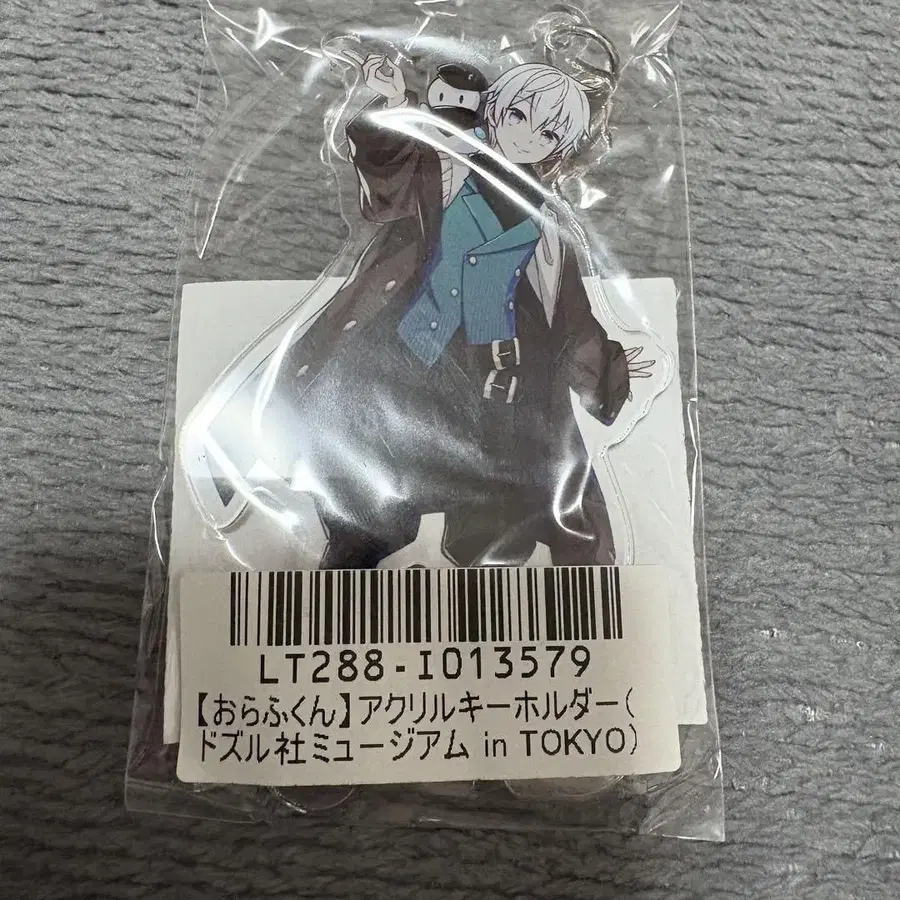 LT288-I013579
【おらふくん】アクリルキーホルダー(
ドズル社ミュージアム in TOKYO)